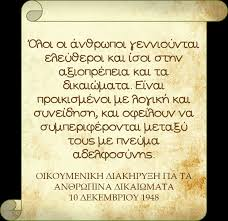 Όλοι οι άνθρωποι γεννιούνται
ελεύθεροι και ίσοι στην
αξιοπρέπεια και τα
δικαιώματα. Είναι
προικισμένοι με λογική και
συνείδηση, και οφείλουν να
συμπεριφέρονται μεταξύ
τους με πνεύμα
αδελφοσύνης.
ΟΙΚΟΥΜΕΝΙΚΗ ΔΙΑΚΗΡΥΞΗ ΓΙΑ ΤΑ
ΑΝΘΡΩΠΙΝΑ ΔΙΚΑΙΩΜΑΤΑ
10 ΔΕΚΕΜΒΡΙΟΥ 1948